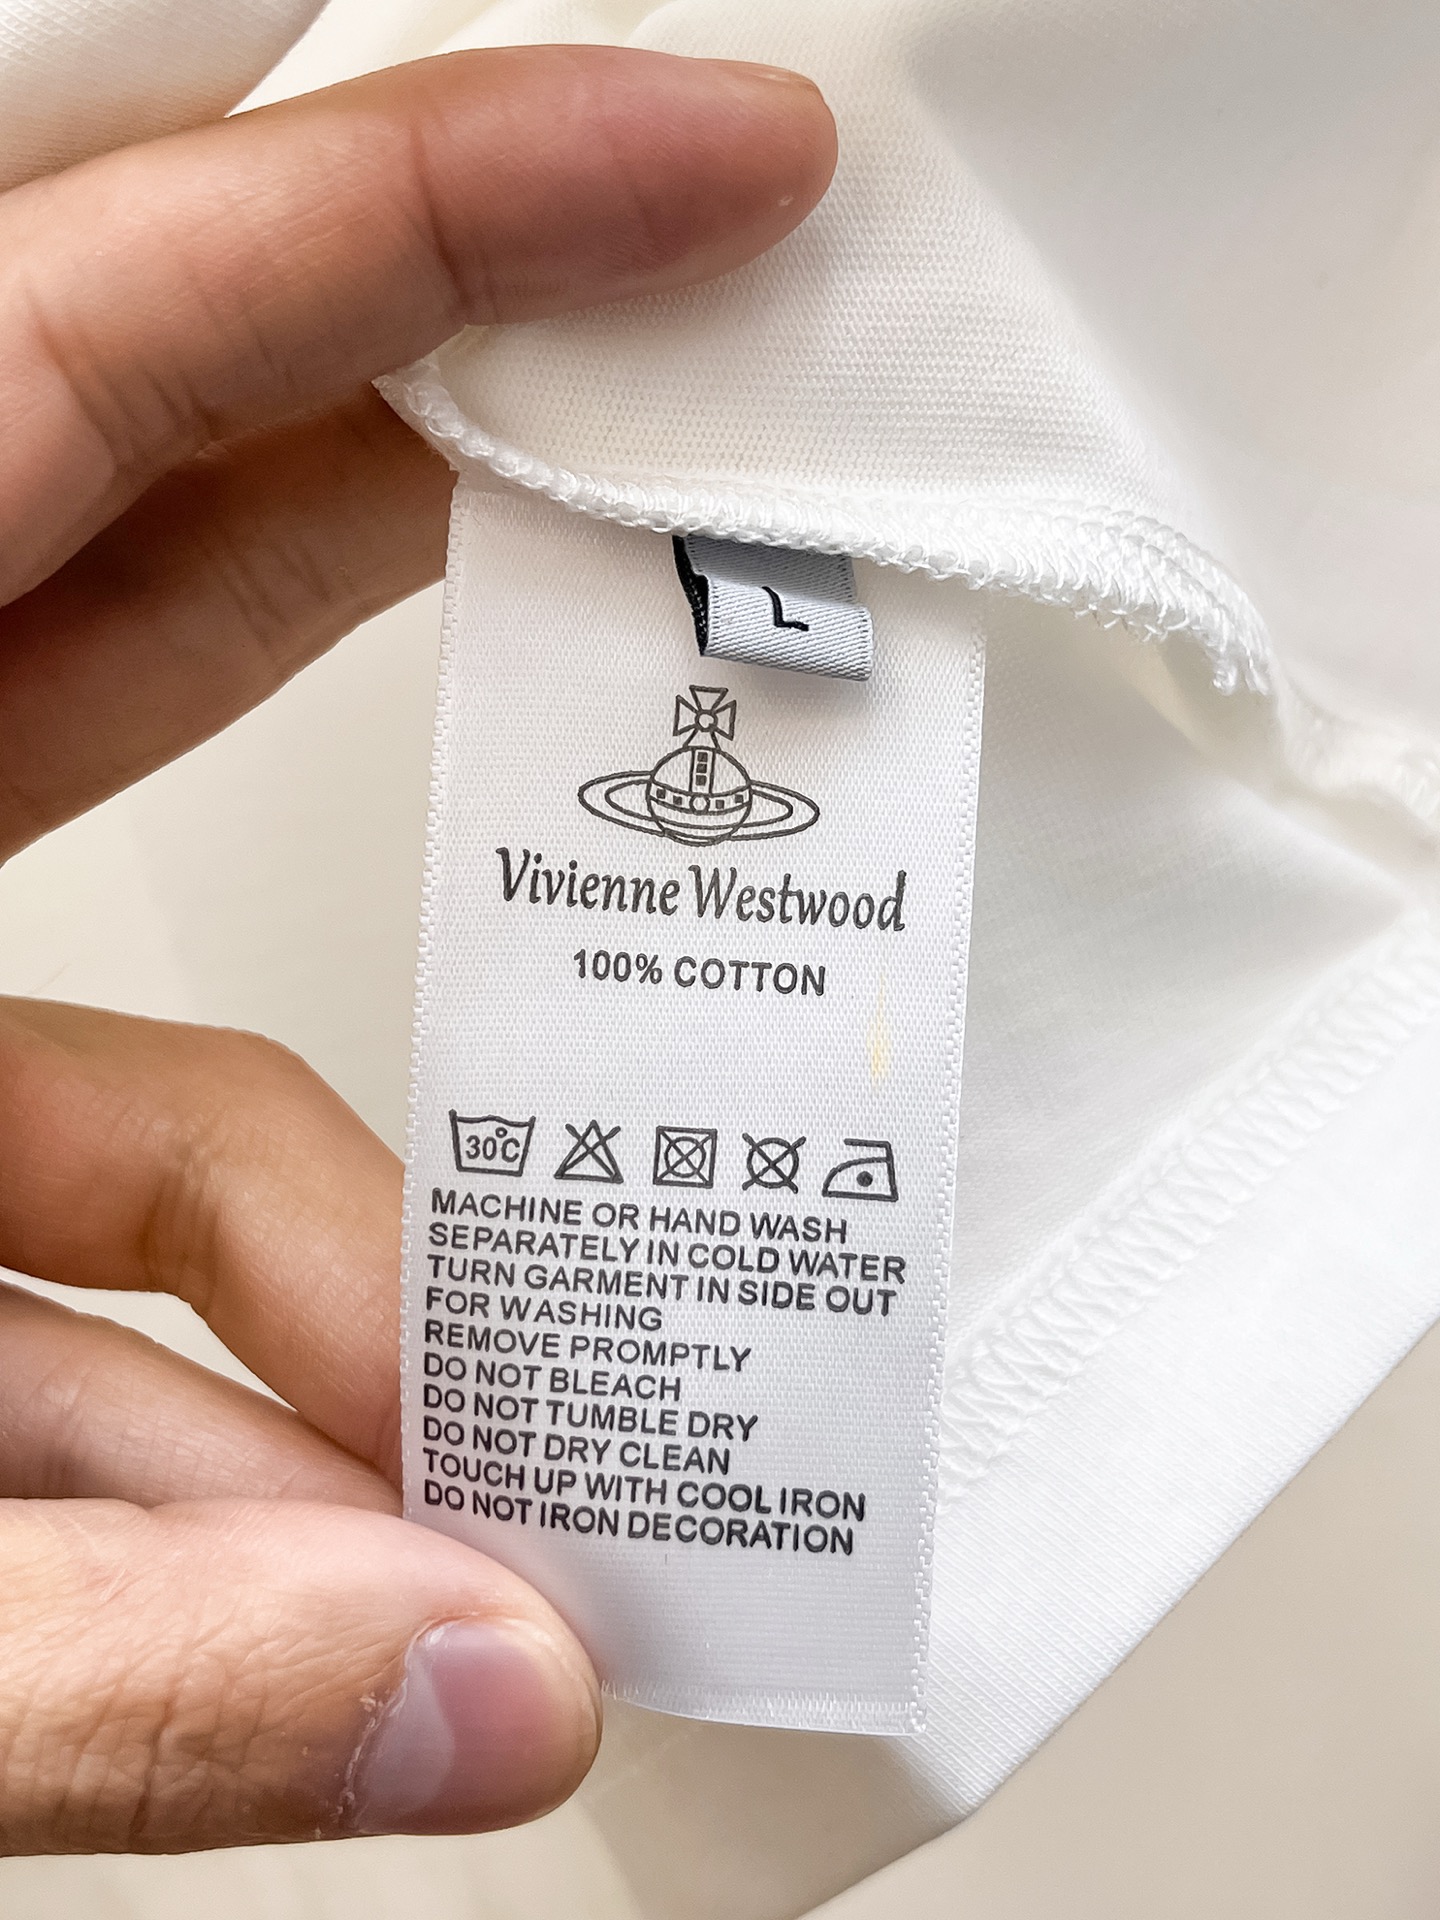 L
Vivienne Westwood
100% COTTON
30°C
MACHINE OR HAND WASH
SEPARATELY IN COLD WATER
TURN GARMENT IN SIDE OUT
FOR WASHING
REMOVE PROMPTLY
DO NOT BLEACH
DO NOT TUMBLE DRY
DO NOT DRY CLEAN
TOUCH UP WITH COOL IRON
DO NOT IRON DECORATION